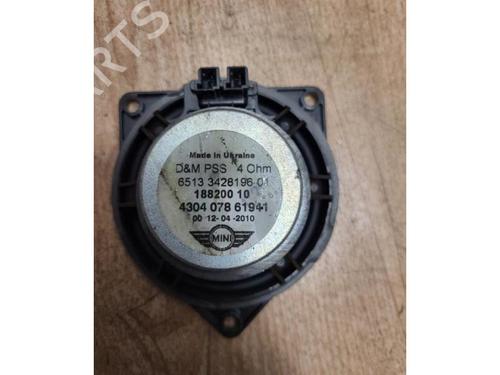 Made in Ukraine
D&M PSS 4 Ohm
6513 3428196-01
188200 10
4304 078 61941
00 12-04-2010
MINI
PARTS